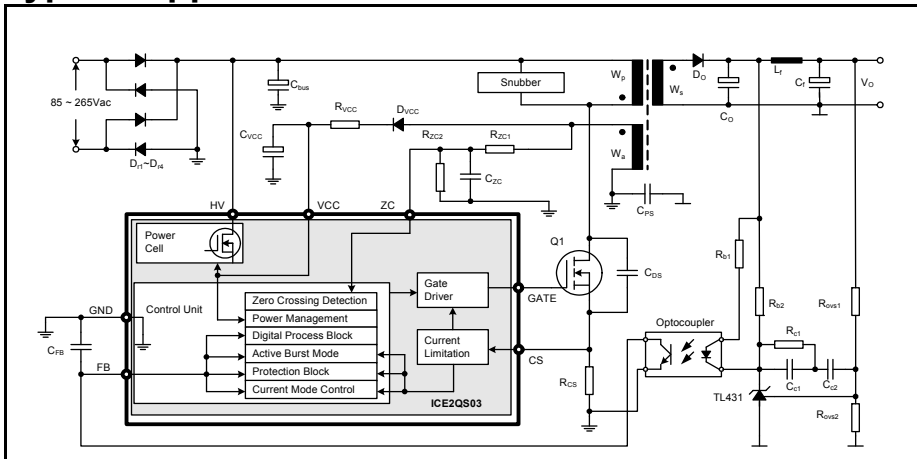 85 ~ 265Vac
Dr1~Dr4
Cbus
Snubber
Wp
Ws
DO
Lf
Cf
VO
CO
RVCC
DVCC
CVCC
RZC2
RZC1
CZC
Wa
CPS
HV
VCC
ZC
Power
Cell
Q1
CDS
Rb1
Rb2
Rovs1
Control Unit
Zero Crossing Detection
Power Management
Digital Process Block
Active Burst Mode
Protection Block
Current Mode Control
Gate
Driver
Current
Limitation
GATE
CS
GND
CFB
FB
ICE2QS03
RCS
Optocoupler
Rc1
Cc1
Cc2
TL431
Rovs2